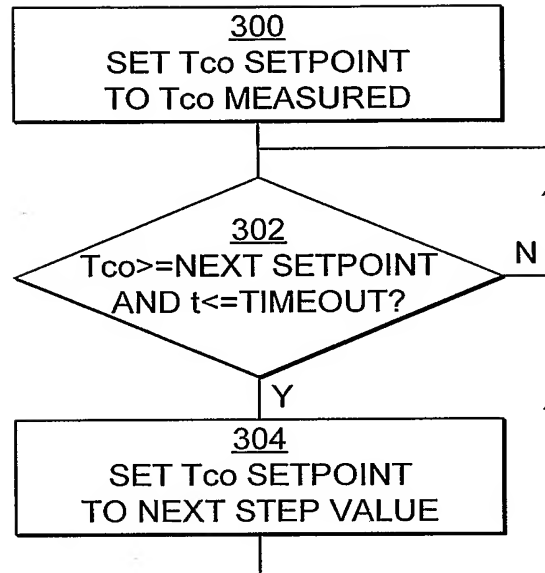 300
SET Tco SETPOINT
TO Tco MEASURED
302
Tco>=NEXT SETPOINT
AND t<=TIMEOUT?
N
Y
304
SET Tco SETPOINT
TO NEXT STEP VALUE